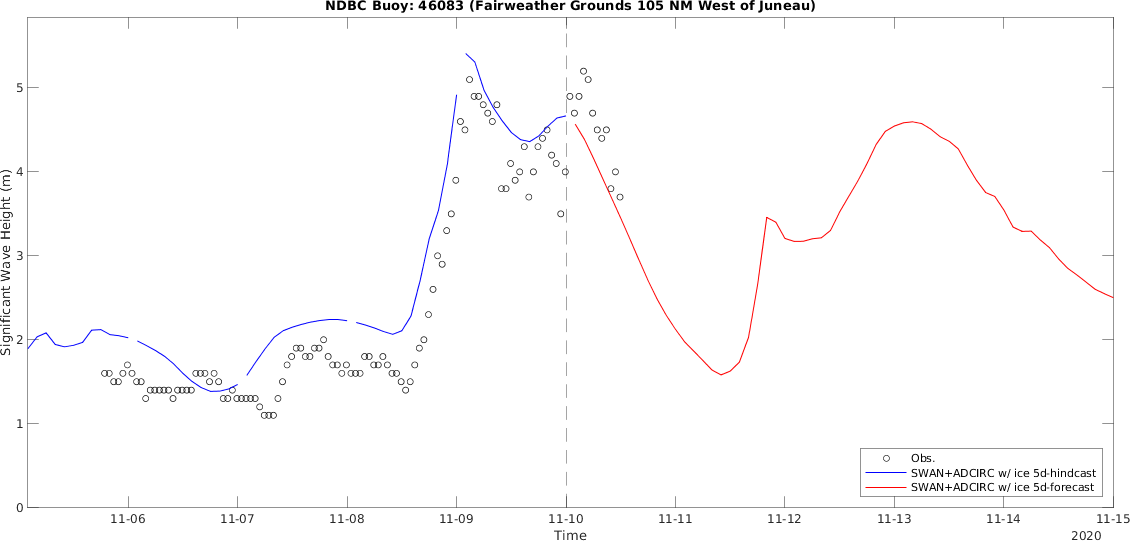 NDBC Buoy: 46083 (Fairweather Grounds 105 NM West of Juneau)
Significant Wave Height (m)
5
4
3
2
1
0
Obs.
SWAN+ADCIRC w/ ice 5d-hindcast
SWAN+ADCIRC w/ ice 5d-forecast
11-06 11-07 11-08 11-09 11-10 11-11 11-12 11-13 11-14 11-15
Time
2020